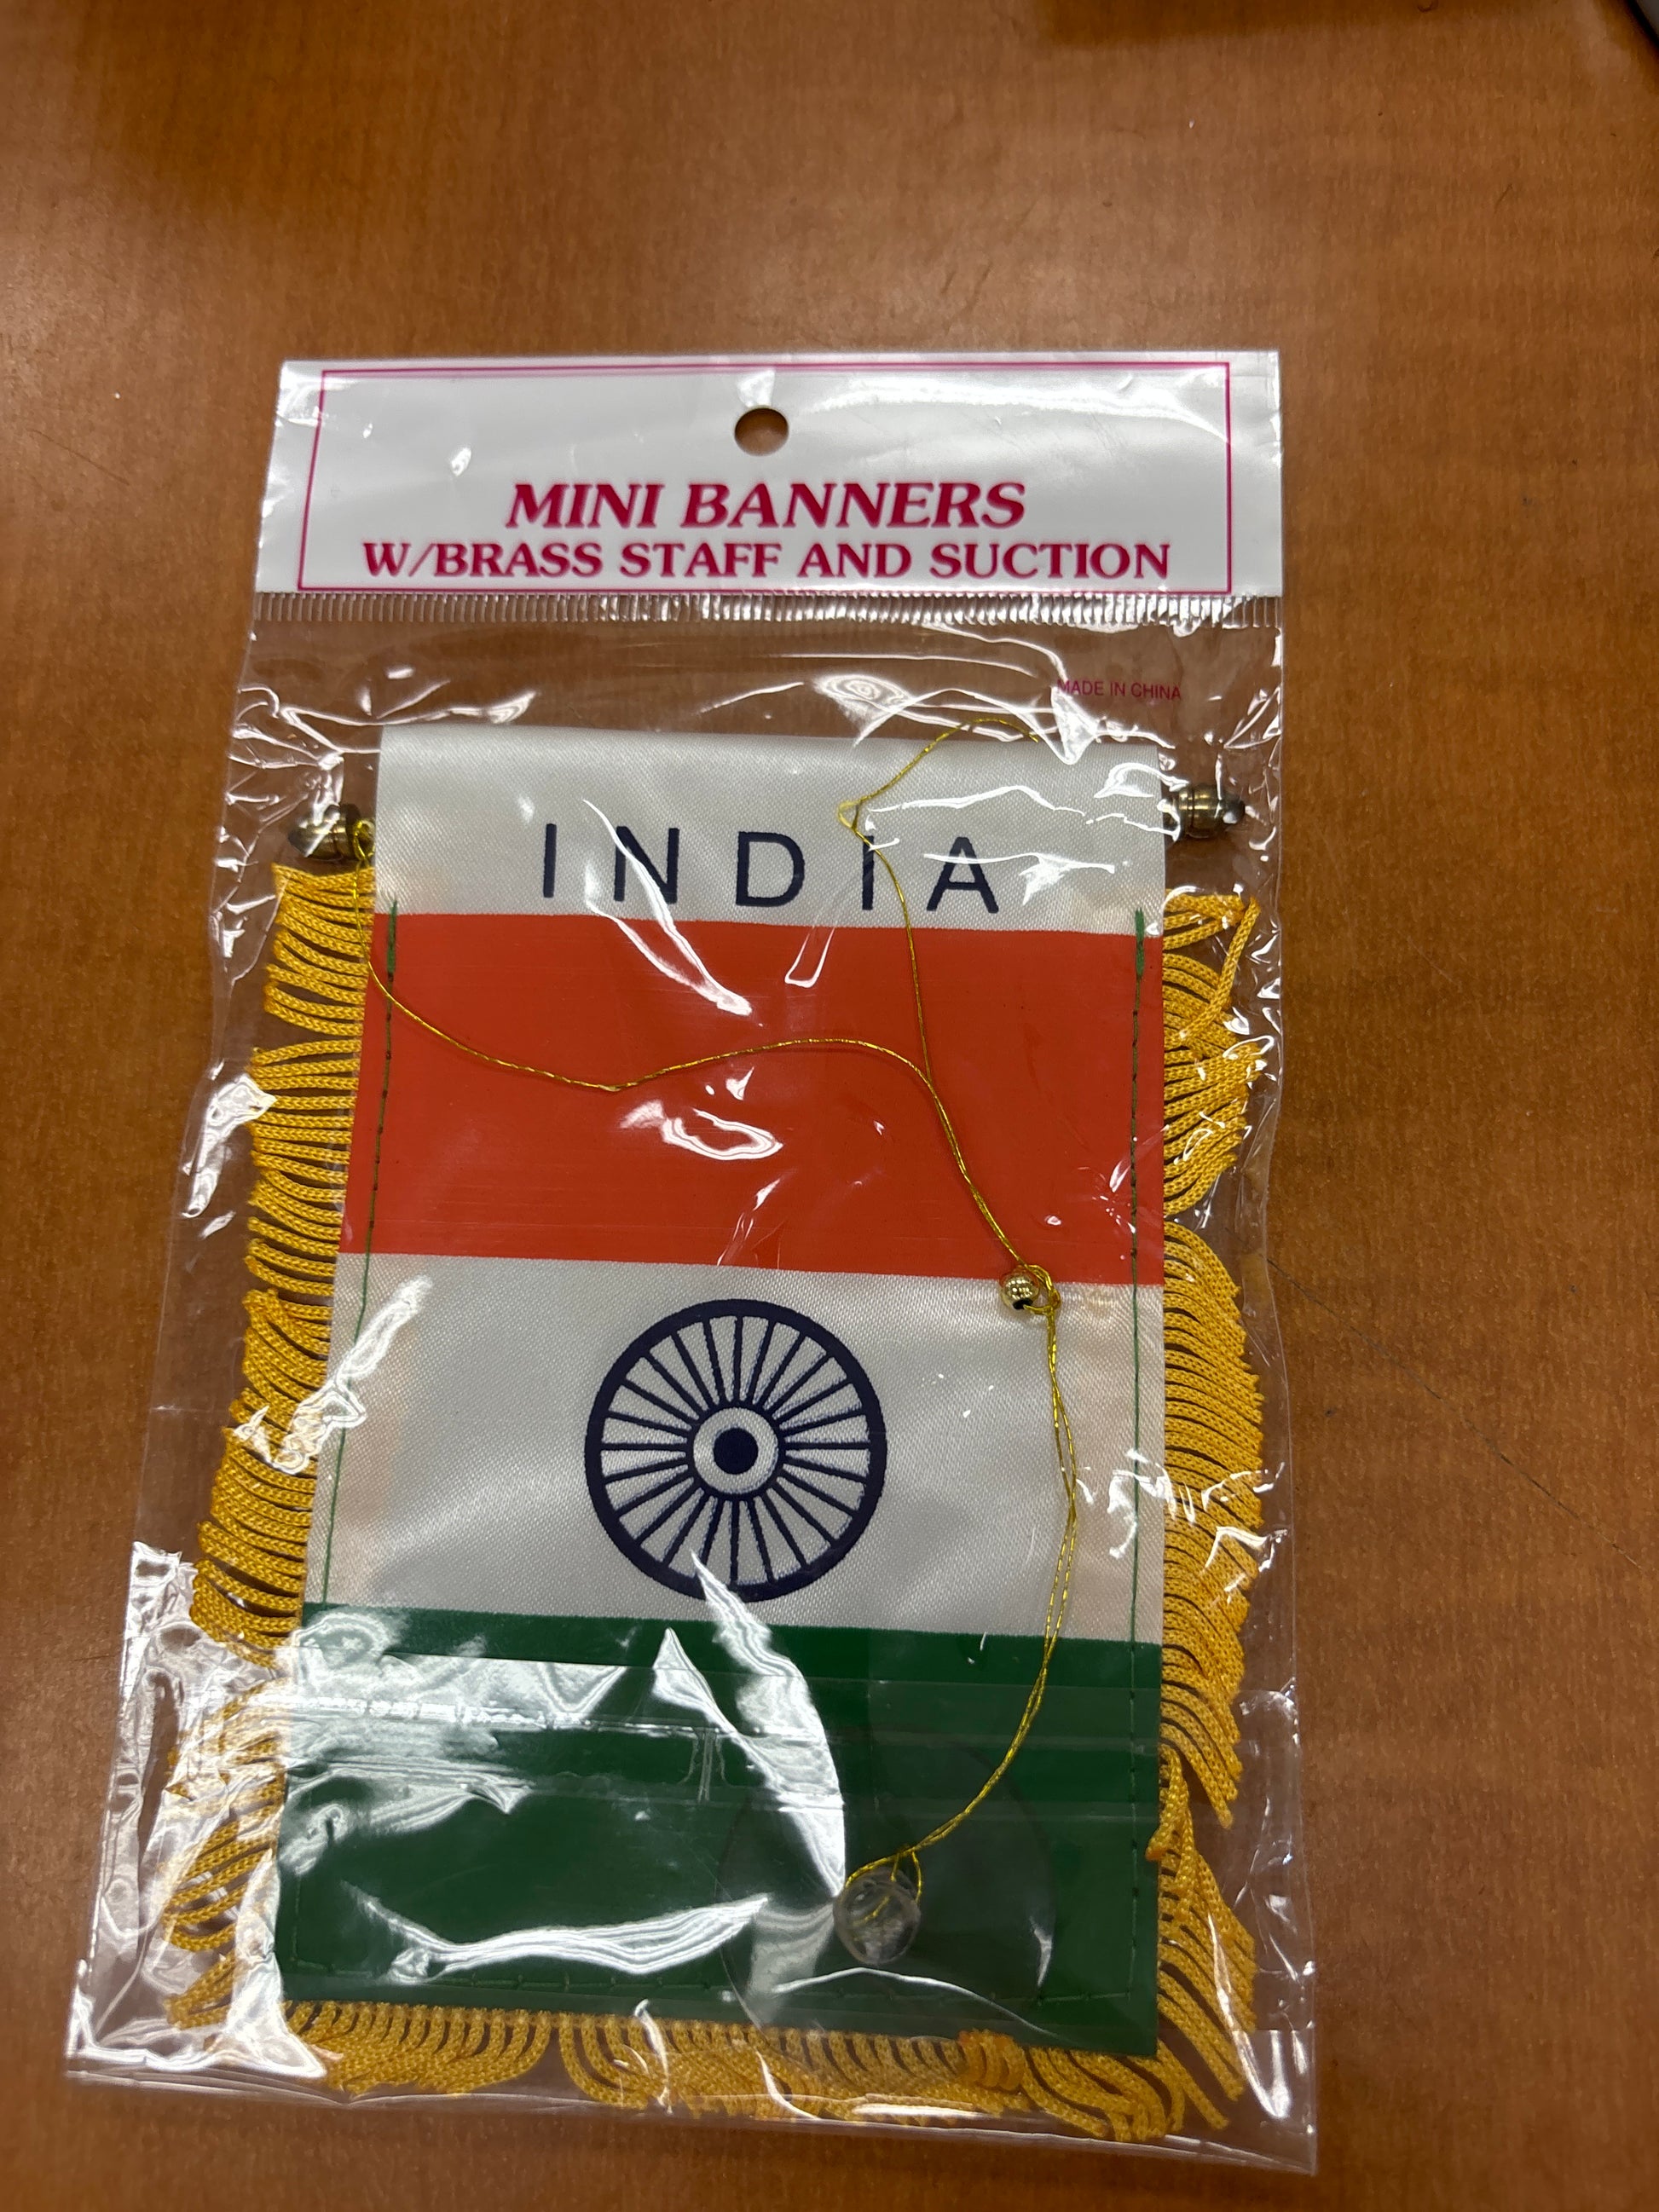 MINI BANNERS
W/BRASS STAFF AND SUCTION
MADE IN CHINA
INDIA